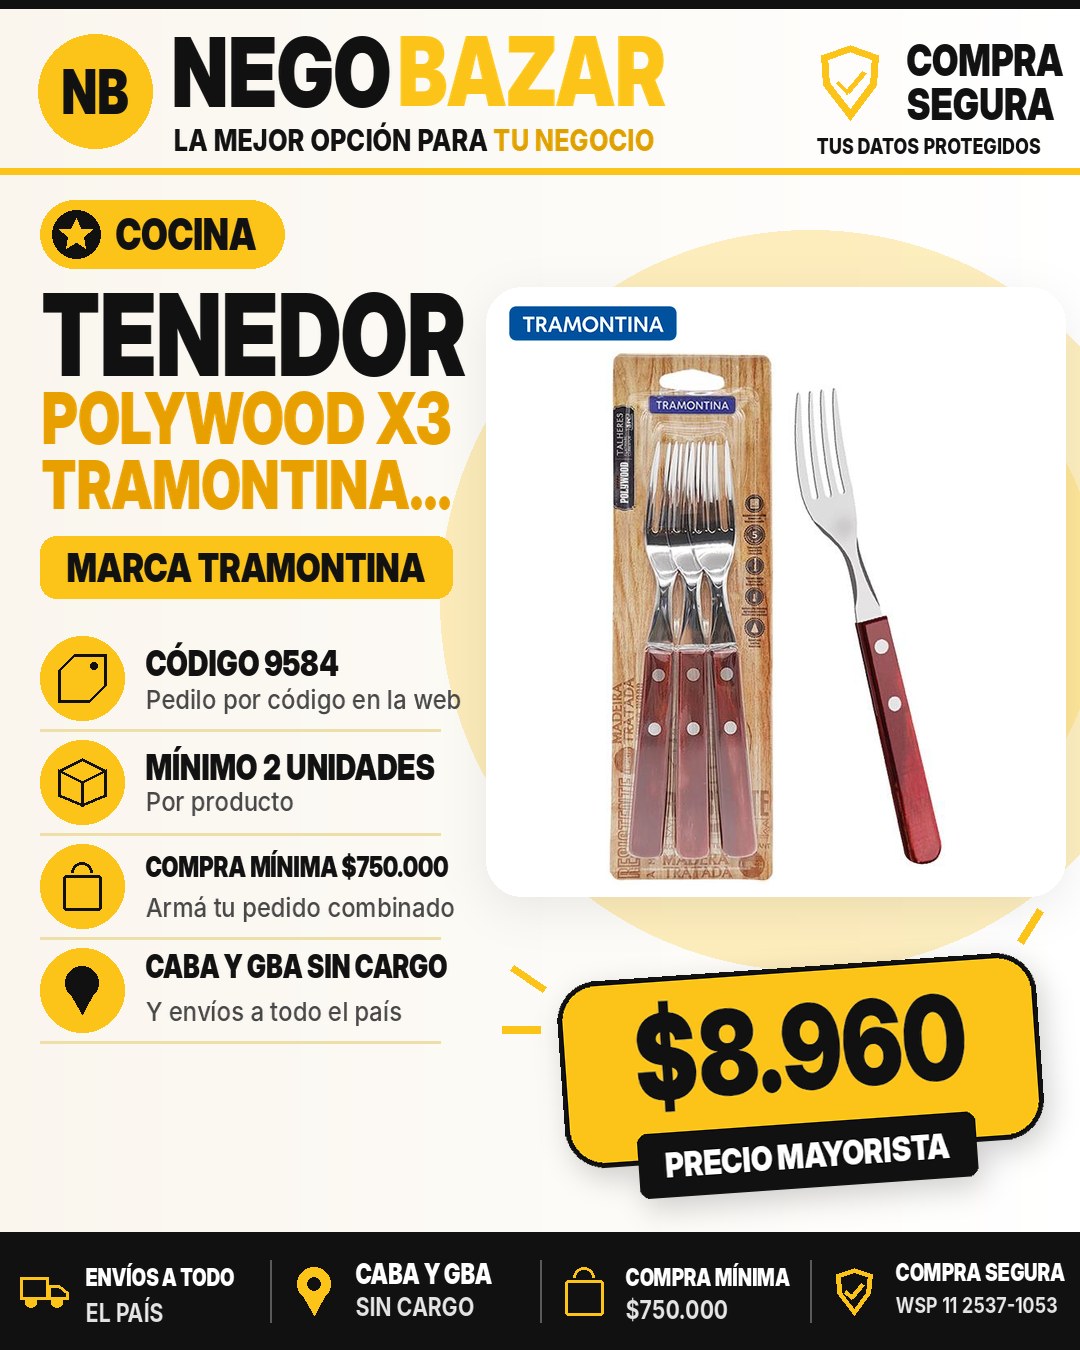 NB
NEGOBAZAR
LA MEJOR OPCIÓN PARA TU NEGOCIO
COMPRA
SEGURA
TUS DATOS PROTEGIDOS
COCINA
TENEDOR
POLYWOOD X3
TRAMONTINA...
MARCA TRAMONTINA
CÓDIGO 9584
Pedilo por código en la web
MÍNIMO 2 UNIDADES
Por producto
COMPRA MÍNIMA $750.000
Armá tu pedido combinado
CABA Y GBA SIN CARGO
Y envíos a todo el país
TRAMONTINA
TRAMONTINA
POLYWOOD
TALHERES
MADEIRA
TRATADA
MADERA
TRATADA
$8.960
PRECIO MAYORISTA
ENVÍOS A TODO
EL PAÍS
CABA Y GBA
SIN CARGO
COMPRA MÍNIMA
$750.000
COMPRA SEGURA
WSP 11 2537-1053